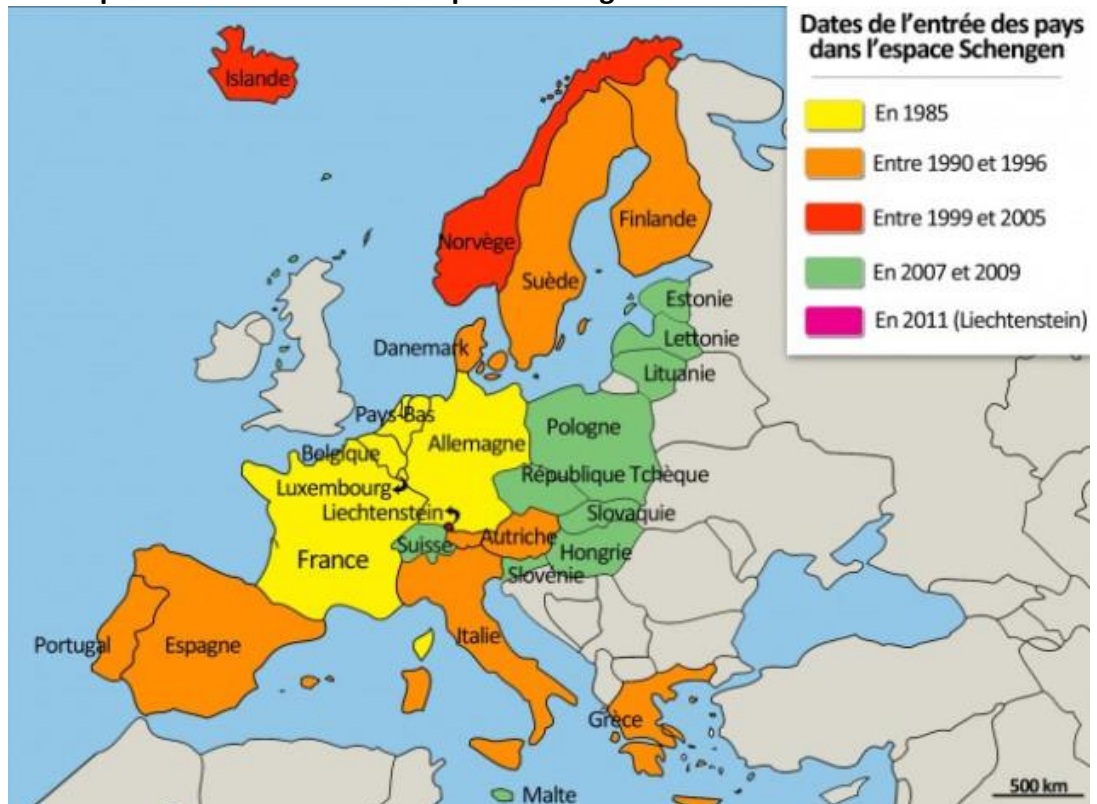 Dates de l'entrée des pays
dans l'espace Schengen
En 1985
Entre 1990 et 1996
Entre 1999 et 2005
En 2007 et 2009
En 2011 (Liechtenstein)
Islande
Norvège
Suède
Finlande
Estonie
Lettonie
Lituanie
Danemark
Pays-Bas
Allemagne
Pologne
Bolgique
Luxembourg
République Tchèque
Liechtenstein
Slovaquie
Suisse
Autriche
Hongrie
France
Slovénie
Portugal
Espagne
Italie
Grèce
Malte
500 km